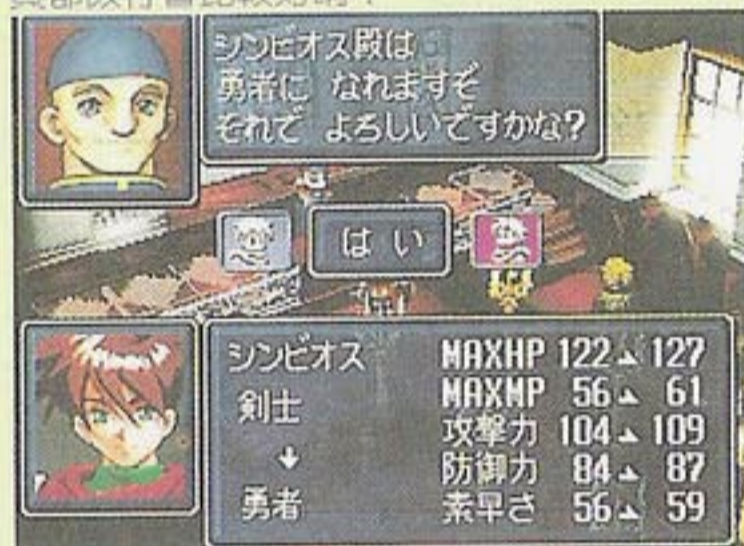 シンビオス殿は
勇者に なれますぞ
それで よろしいですかな?
はい
シンビオス
剣士
↓
勇者
MAXHP 122 ▲ 127
MAXMP 56 ▲ 61
攻撃力 104 ▲ 109
防御力 84 ▲ 87
素早さ 56 ▲ 59